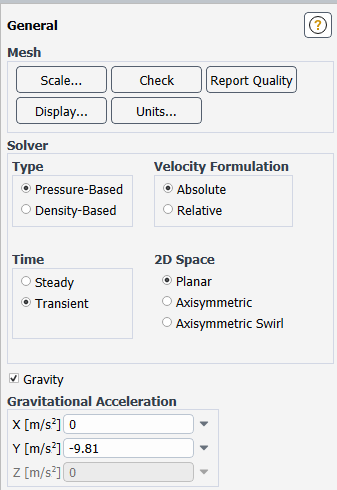 General
?
Mesh
Scale... Check Report Quality
Display... Units...
Solver
Type
Pressure-Based
Density-Based
Velocity Formulation
Absolute
Relative
Time
Steady
Transient
2D Space
Planar
Axisymmetric
Axisymmetric Swirl
Gravity
Gravitational Acceleration
X [m/s²] 0
Y [m/s²] -9.81
Z [m/s²] 0